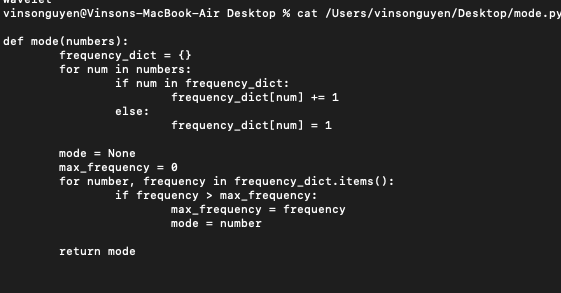 wavelet
vinsonguyen@Vinsons-MacBook-Air Desktop % cat /Users/vinsonguyen/Desktop/mode.py
def mode(numbers):
        frequency_dict = {}
        for num in numbers:
                if num in frequency_dict:
                        frequency_dict[num] += 1
                else:
                        frequency_dict[num] = 1
        mode = None
        max_frequency = 0
        for number, frequency in frequency_dict.items():
                if frequency > max_frequency:
                        max_frequency = frequency
                        mode = number
        return mode